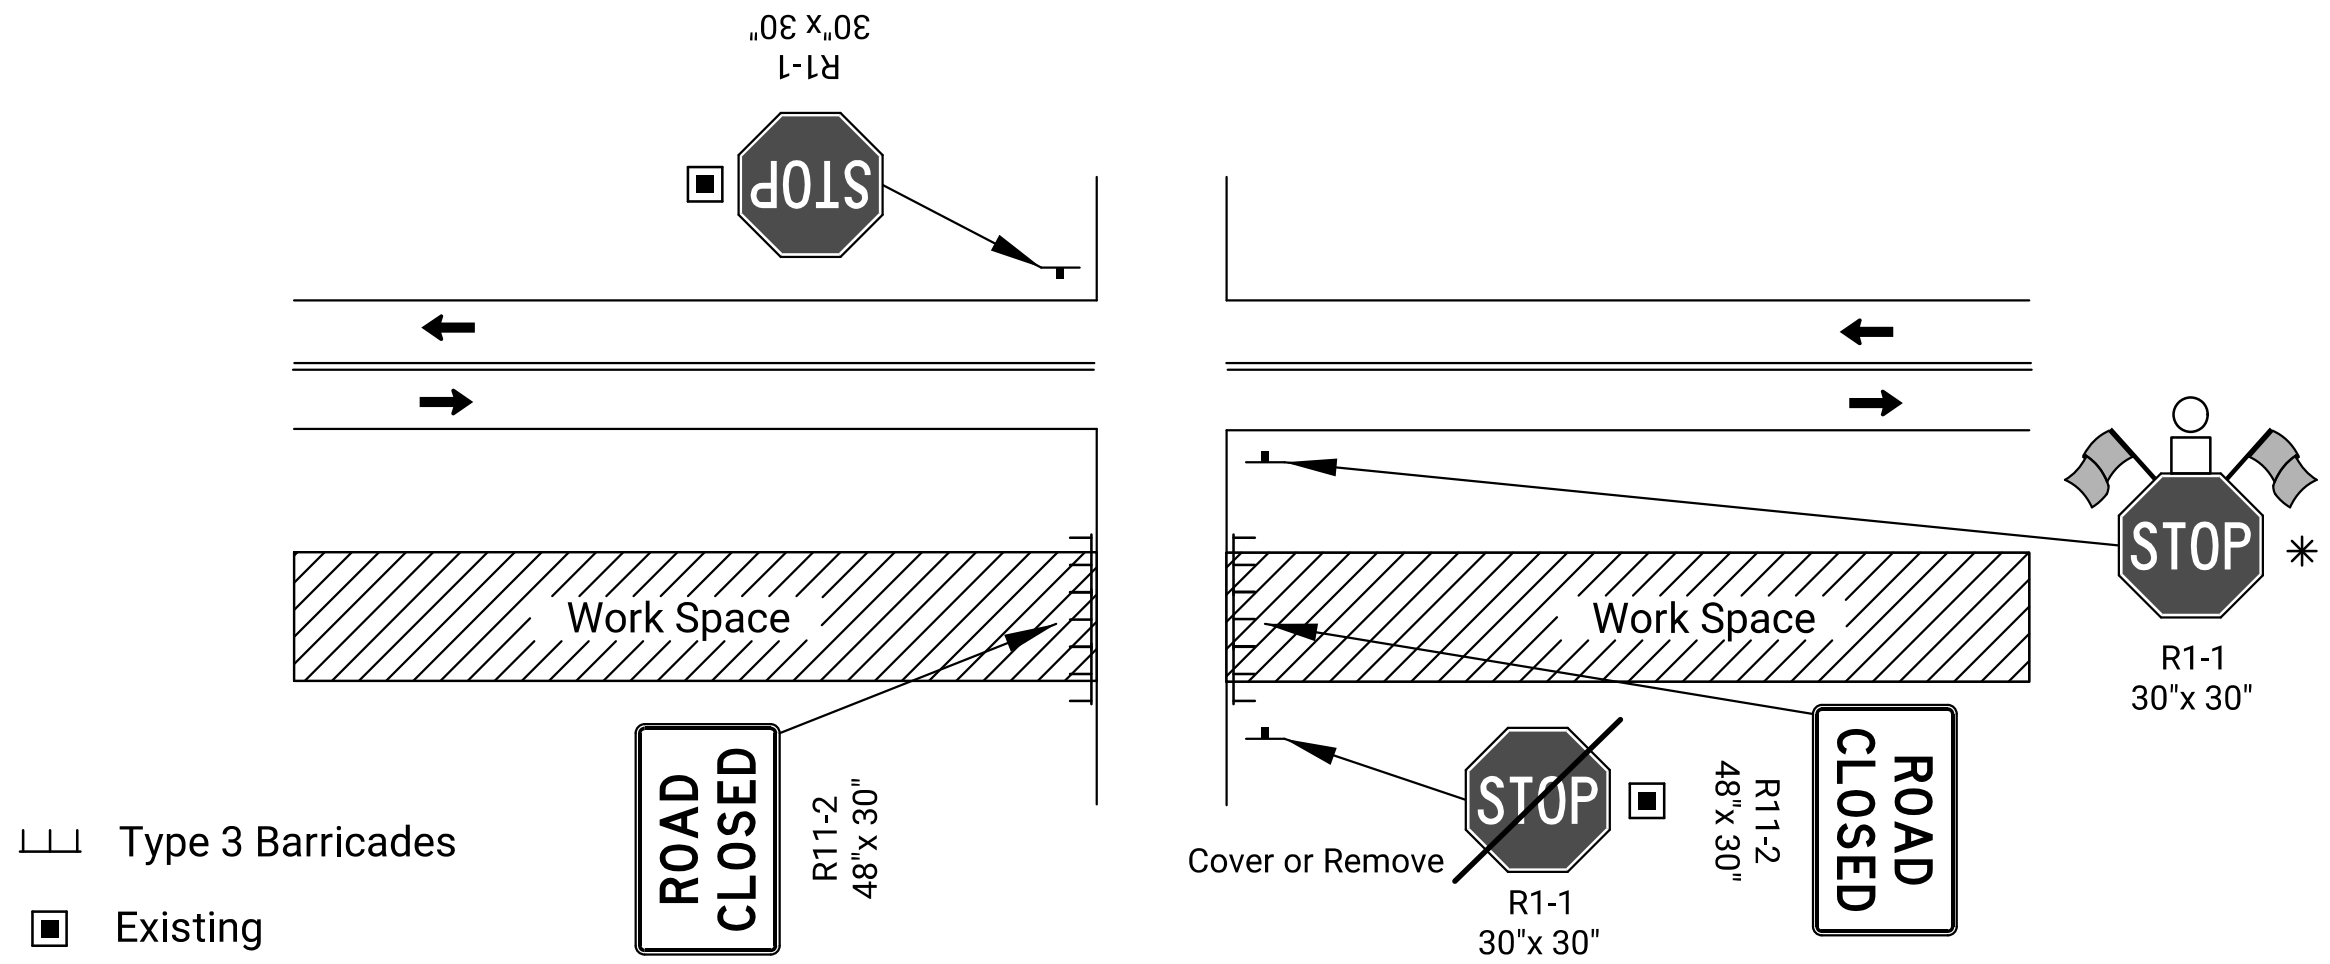 R1-1
30"x 30"
STOP
STOP
R1-1
30"x 30"
Work Space
Work Space
ROAD
CLOSED
R11-2
48"x 30"
STOP
Cover or Remove
R1-1
30"x 30"
ROAD
CLOSED
R11-2
48"x 30"
Type 3 Barricades
Existing